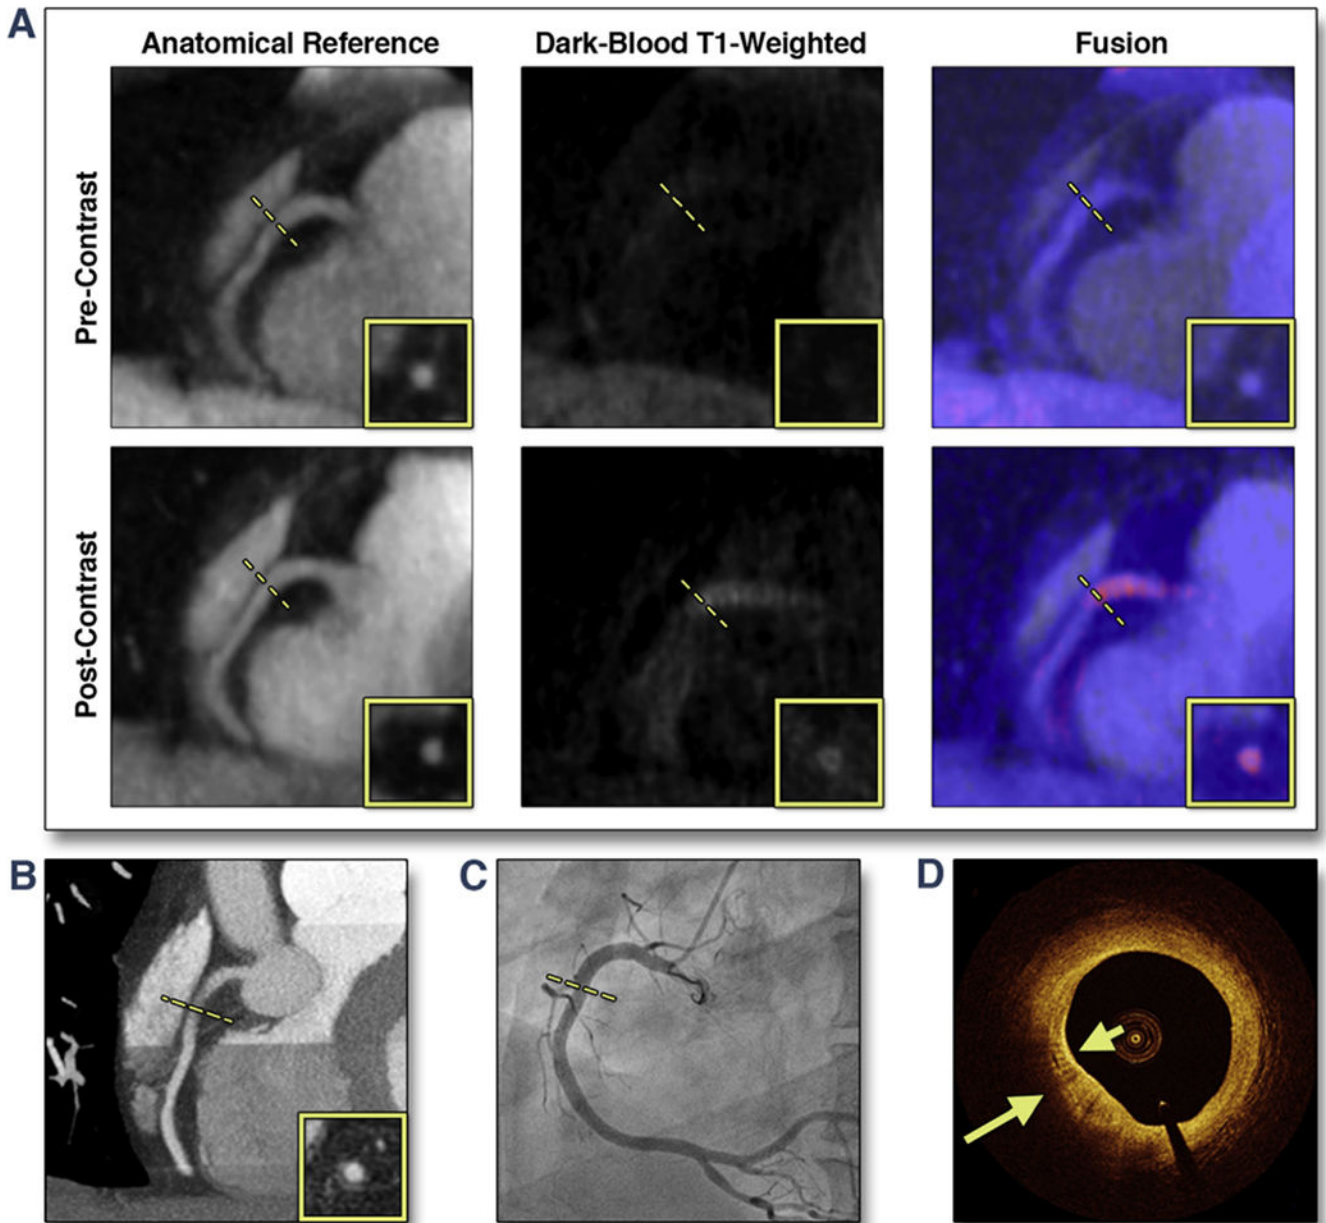 A
Anatomical Reference
Dark-Blood T1-Weighted
Fusion
Pre-Contrast
Post-Contrast
B
C
D